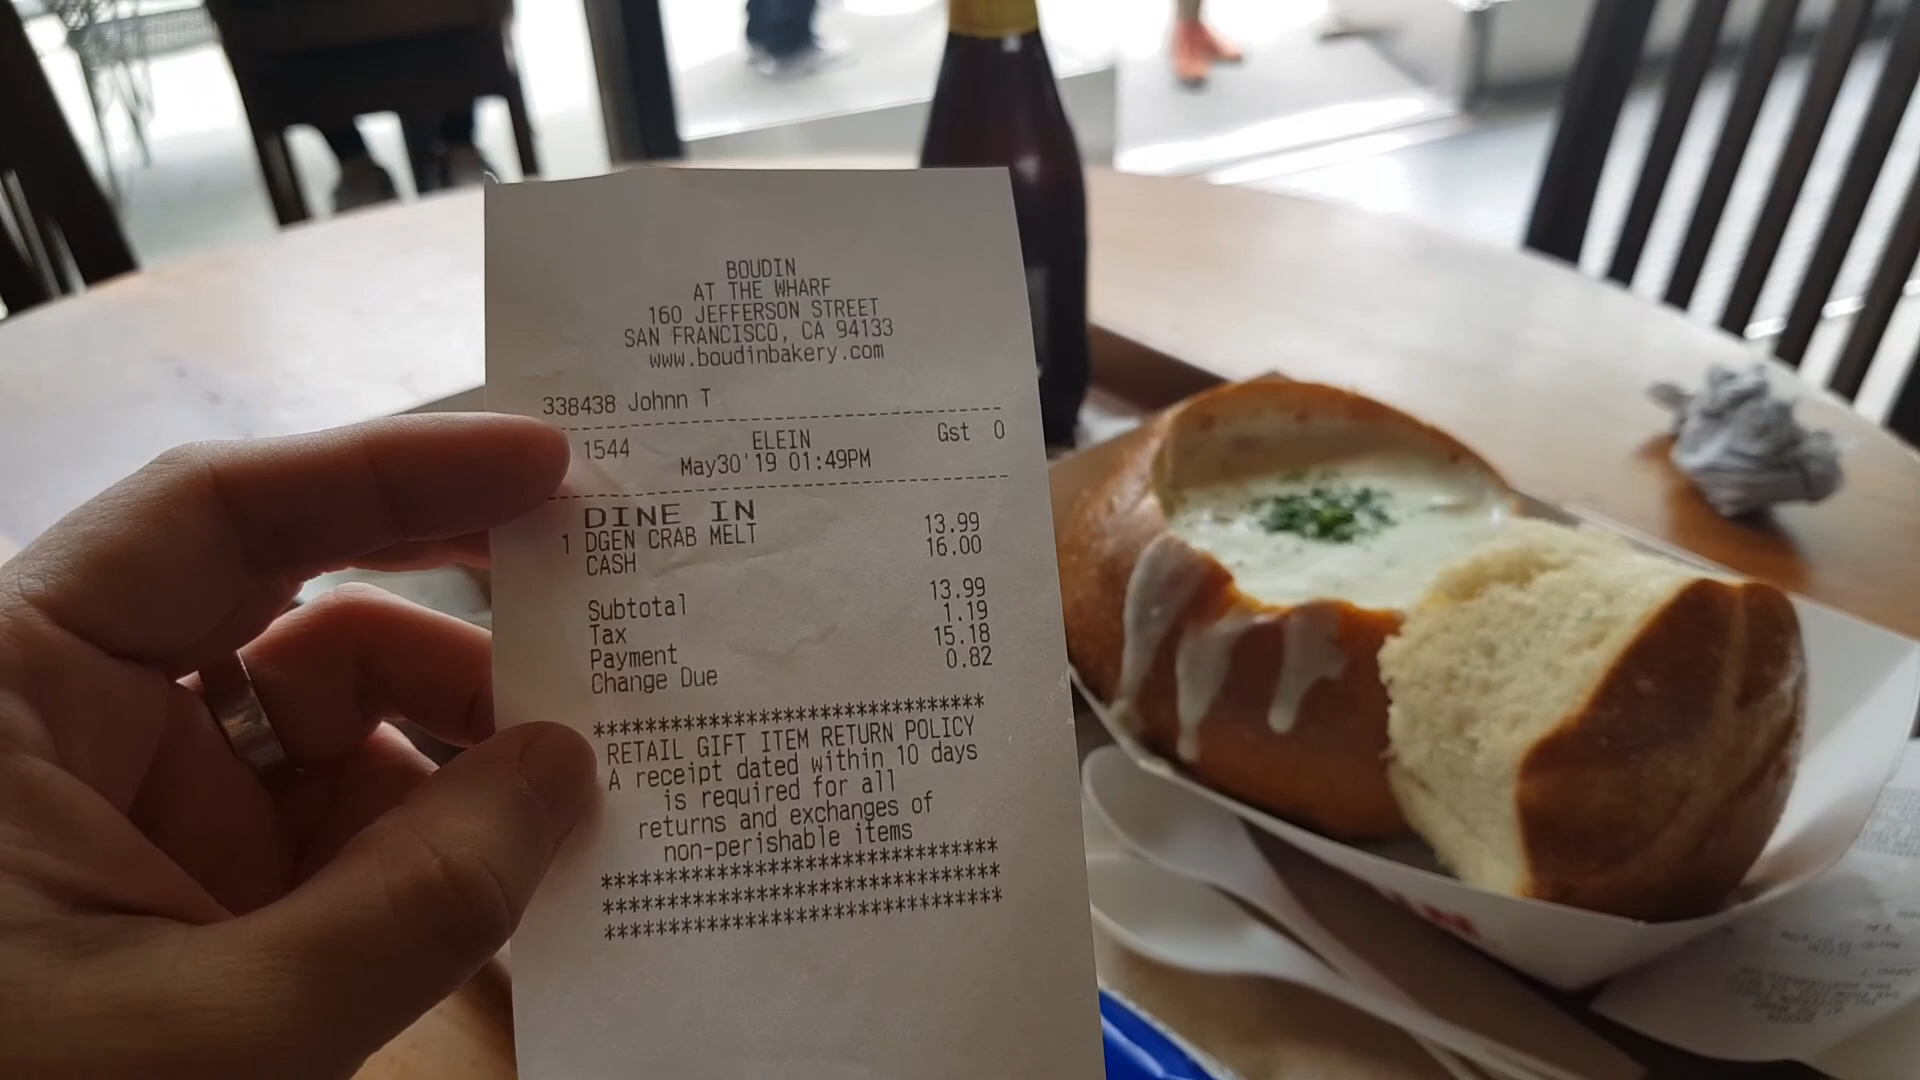 BOUDIN
AT THE WHARF
160 JEFFERSON STREET
SAN FRANCISCO, CA 94133
www.boudinbakery.com
338438 Johnn T
1544 ELEIN Gst 0
May30'19 01:49PM
DINE IN
1 DGEN CRAB MELT 13.99
CASH 16.00
Subtotal 13.99
Tax 1.19
Payment 15.18
Change Due 0.82
*******************************
RETAIL GIFT ITEM RETURN POLICY
A receipt dated within 10 days
is required for all
returns and exchanges of
non-perishable items
*******************************
*******************************
*******************************